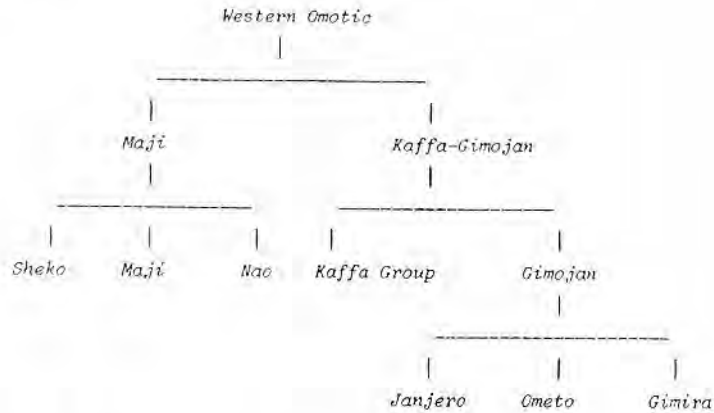 Western Omotic
Maji Kaffa-Gimojan
Sheko Maji Nao Kaffa Group Gimojan
Janjero Ometo Gimira